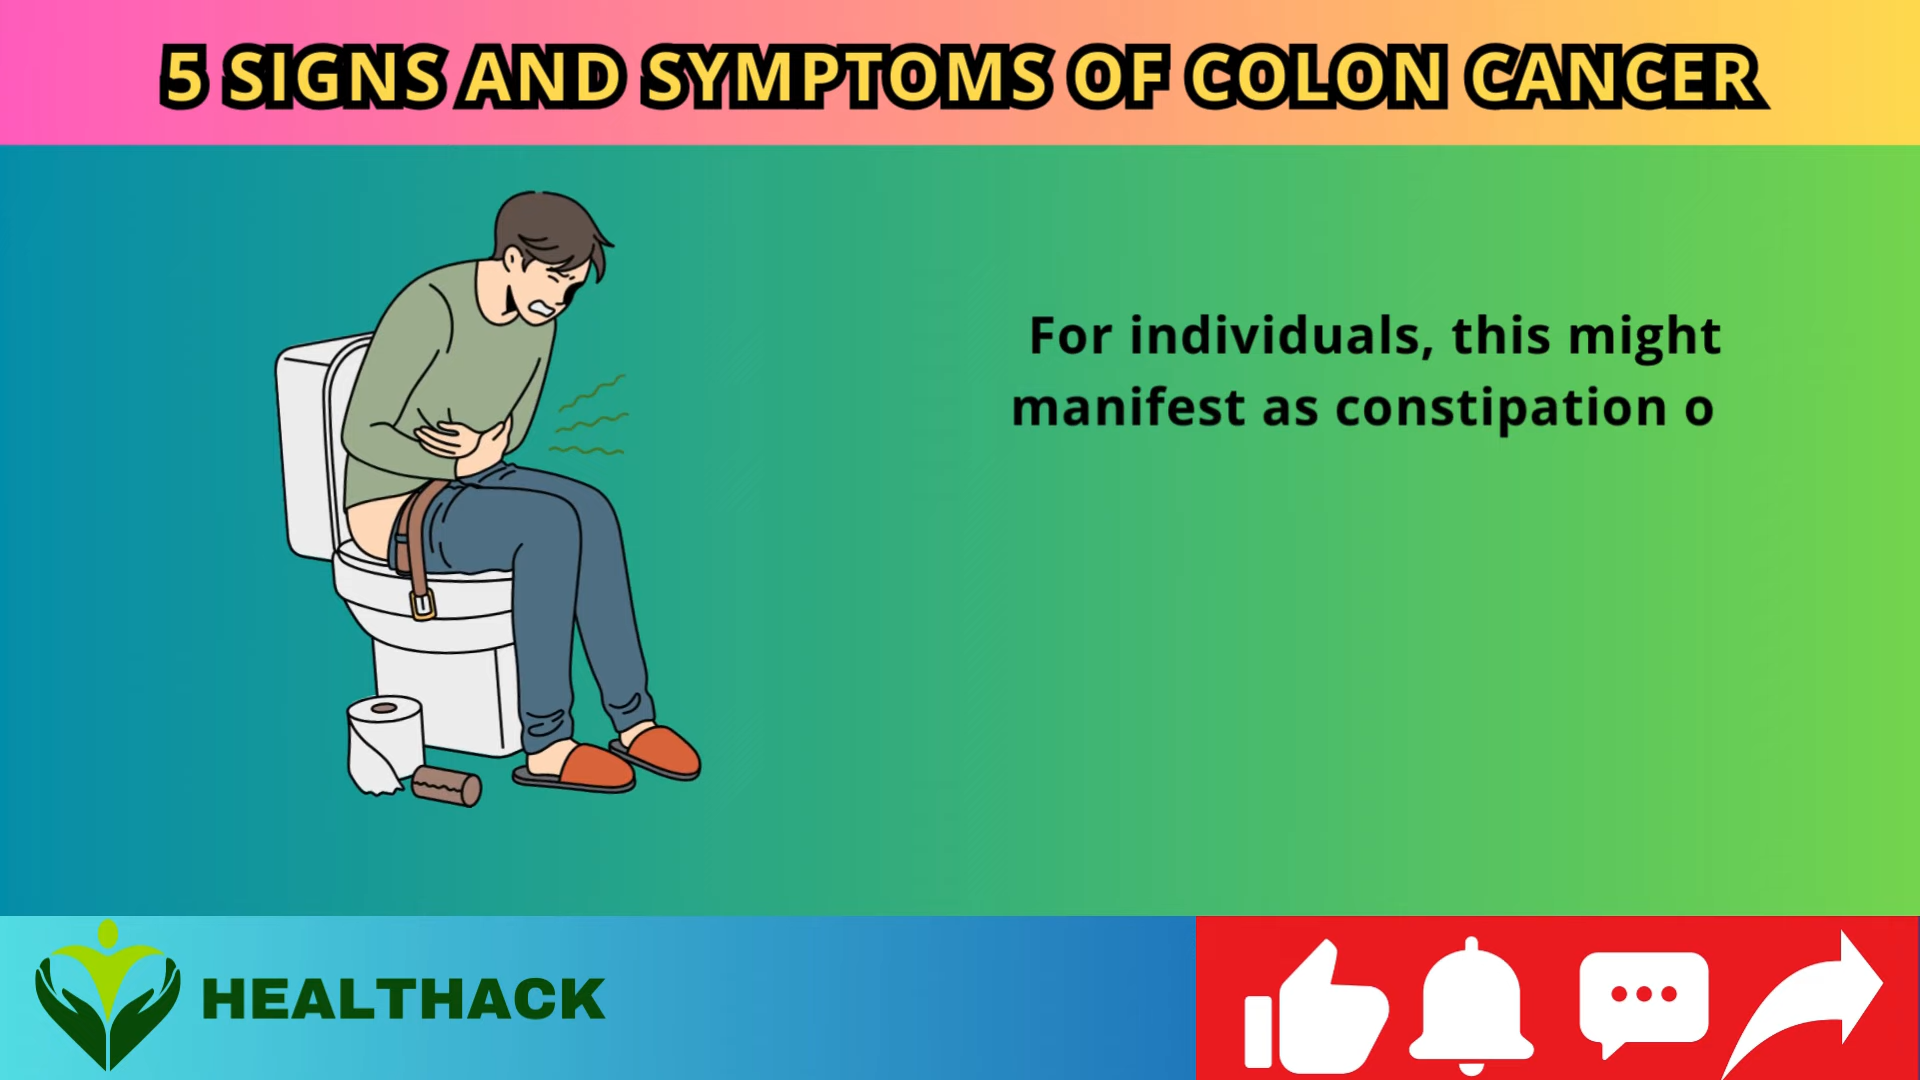 5 SIGNS AND SYMPTOMS OF COLON CANCER
For individuals, this might
manifest as constipation o
HEALTHACK